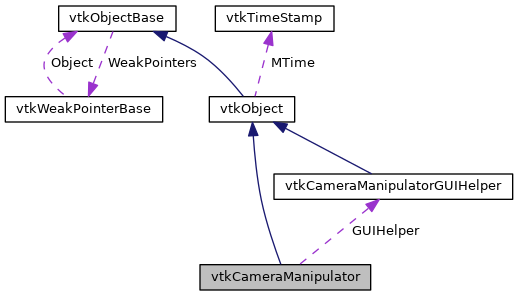 vtkObjectBase
vtkTimeStamp
Object
WeakPointers
MTime
vtkWeakPointerBase
vtkObject
vtkCameraManipulatorGUIHelper
GUIHelper
vtkCameraManipulator